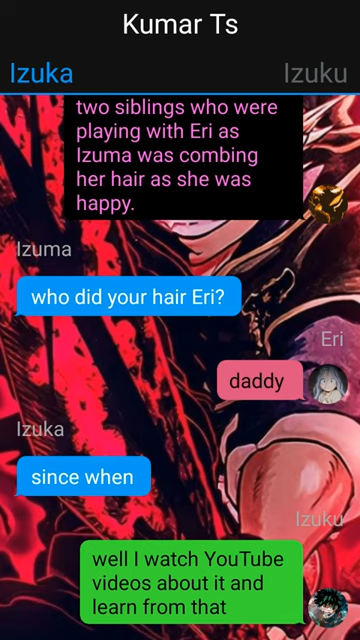 Kumar Ts
Izuka Izuku
two siblings who were
playing with Eri as
Izuma was combing
her hair as she was
happy.
Izuma
who did your hair Eri?
Eri
daddy
Izuka
since when
Izuku
well I watch YouTube
videos about it and
learn from that